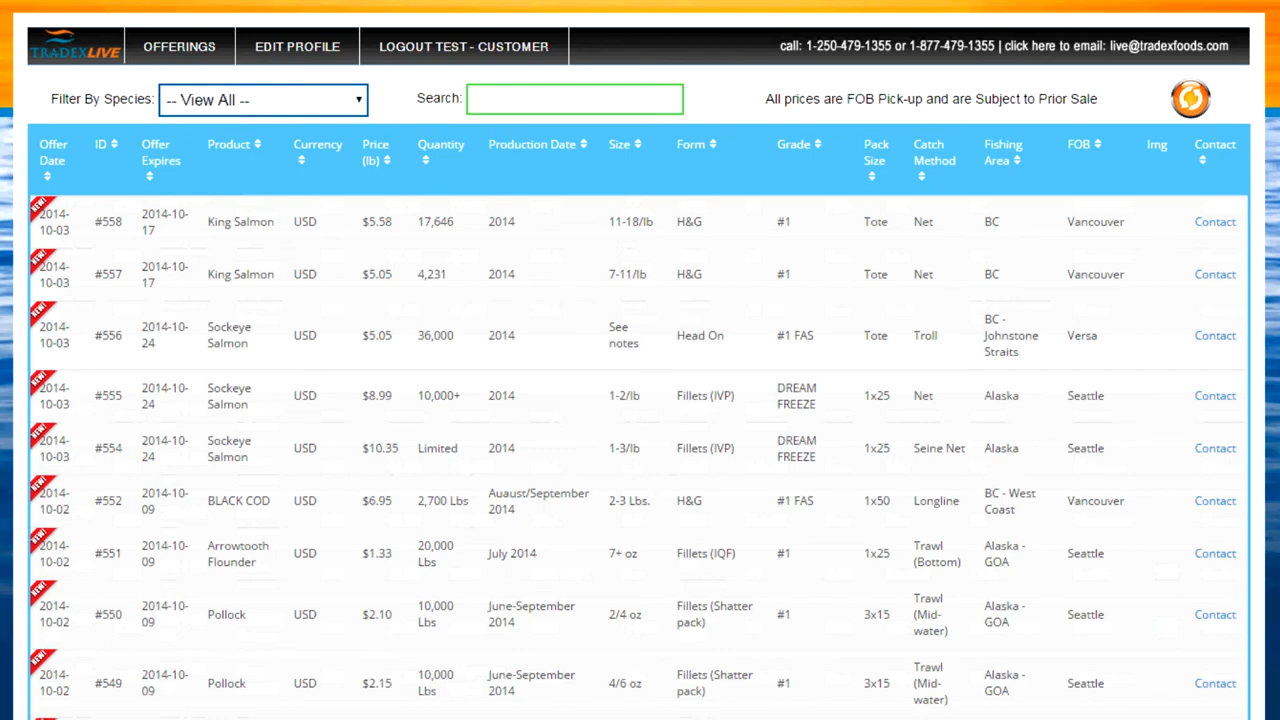 TRADEXLIVE OFFERINGS EDIT PROFILE LOGOUT TEST - CUSTOMER call: 1-250-479-1355 or 1-877-479-1355 | click here to email: live@tradexfoods.com
Filter By Species: -- View All -- Search: All prices are FOB Pick-up and are Subject to Prior Sale
Offer Date ID Offer Expires Product Currency Price (lb) Quantity Production Date Size Form Grade Pack Size Catch Method Fishing Area FOB Img Contact
NEW! 2014-10-03 #558 2014-10-17 King Salmon USD $5.58 17,646 2014 11-18/lb H&G #1 Tote Net BC Vancouver Contact
NEW! 2014-10-03 #557 2014-10-17 King Salmon USD $5.05 4,231 2014 7-11/lb H&G #1 Tote Net BC Vancouver Contact
NEW! 2014-10-03 #556 2014-10-24 Sockeye Salmon USD $5.05 36,000 2014 See notes Head On #1 FAS Tote Troll BC - Johnstone Straits Versa Contact
NEW! 2014-10-03 #555 2014-10-24 Sockeye Salmon USD $8.99 10,000+ 2014 1-2/lb Fillets (IVP) DREAM FREEZE 1x25 Net Alaska Seattle Contact
NEW! 2014-10-03 #554 2014-10-24 Sockeye Salmon USD $10.35 Limited 2014 1-3/lb Fillets (IVP) DREAM FREEZE 1x25 Seine Net Alaska Seattle Contact
NEW! 2014-10-02 #552 2014-10-09 BLACK COD USD $6.95 2,700 Lbs Auaust/September 2014 2-3 Lbs. H&G #1 FAS 1x50 Longline BC - West Coast Vancouver Contact
NEW! 2014-10-02 #551 2014-10-09 Arrowtooth Flounder USD $1.33 20,000 Lbs July 2014 7+ oz Fillets (IQF) #1 1x25 Trawl (Bottom) Alaska - GOA Seattle Contact
NEW! 2014-10-02 #550 2014-10-09 Pollock USD $2.10 10,000 Lbs June-September 2014 2/4 oz Fillets (Shatter pack) #1 3x15 Trawl (Mid-water) Alaska - GOA Seattle Contact
NEW! 2014-10-02 #549 2014-10-09 Pollock USD $2.15 10,000 Lbs June-September 2014 4/6 oz Fillets (Shatter pack) #1 3x15 Trawl (Mid-water) Alaska - GOA Seattle Contact